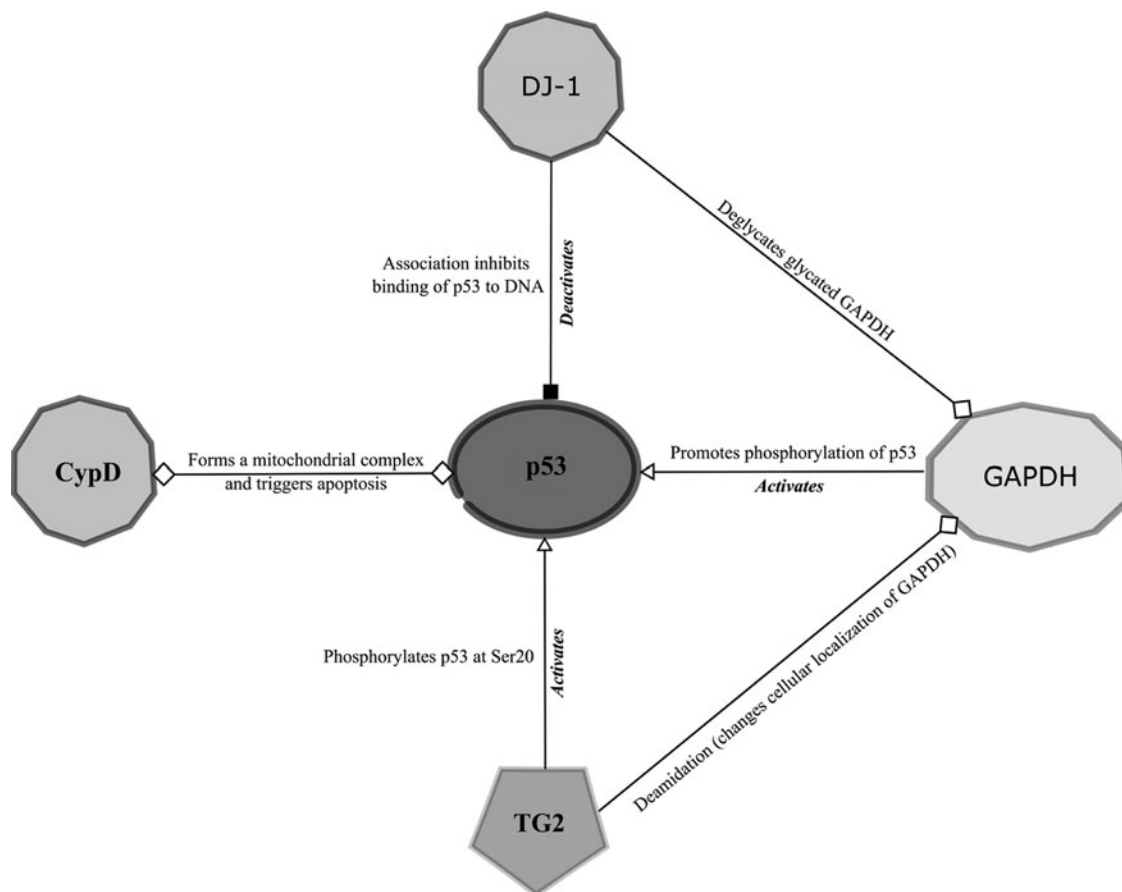 DJ-1
Deglycates glycated GAPDH
Association inhibits
binding of p53 to DNA
Deactivates
CypD
Forms a mitochondrial complex
and triggers apoptosis
p53
Promotes phosphorylation of p53
Activates
GAPDH
Phosphorylates p53 at Ser20
Activates
Deamidation (changes cellular localization of GAPDH)
TG2